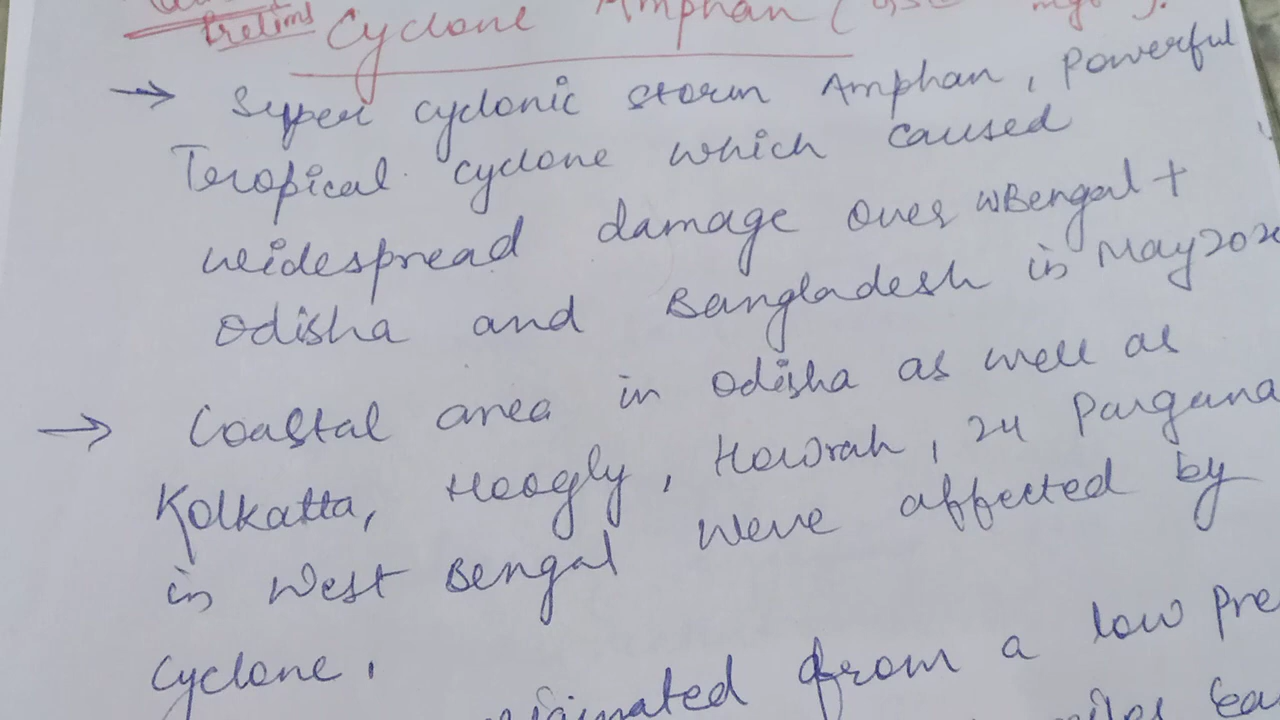 Prelims
Cyclone Amphan (
→ Super cyclonic storm Amphan, Powerful
Tropical cyclone which caused
widespread damage over WBengal +
Odisha and Bangladesh in May 202
→ Coastal area in Odisha as well as
Kolkatta, Hoogly, Howrah, 24 Pargana
in West Bengal were affected by
cyclone.
from a low Pre